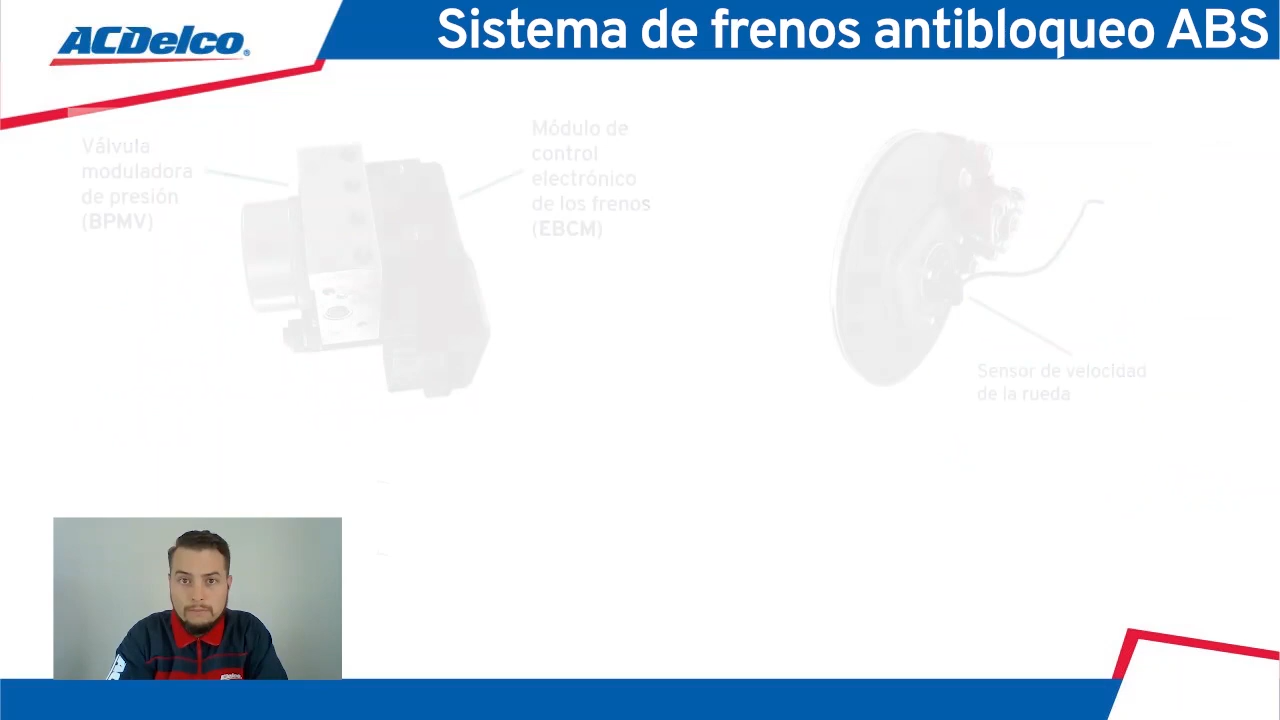 ACDelco
Sistema de frenos antibloqueo ABS
Válvula
moduladora
de presión
(BPMV)
Módulo de
control
electrónico
de los frenos
(EBCM)
Sensor de velocidad
de la rueda
ACDelco